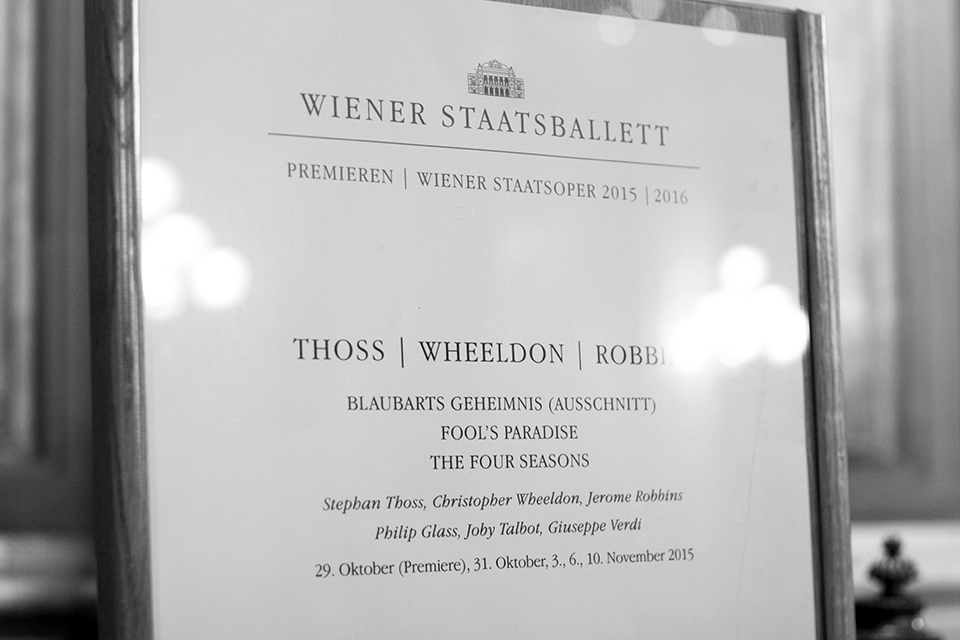 WIENER STAATSBALLETT
PREMIEREN | WIENER STAATSOPER 2015 | 2016
THOSS | WHEELDON |
BLAUBARTS GEHEIMNIS (AUSSCHNITT)
FOOL'S PARADISE
THE FOUR SEASONS
Stephan Thoss, Christopher Wheeldon, Jerome Robbins
Philip Glass, Joby Talbot, Giuseppe Verdi
29. Oktober (Premiere), 31. Oktober, 3., 6., 10. November 2015